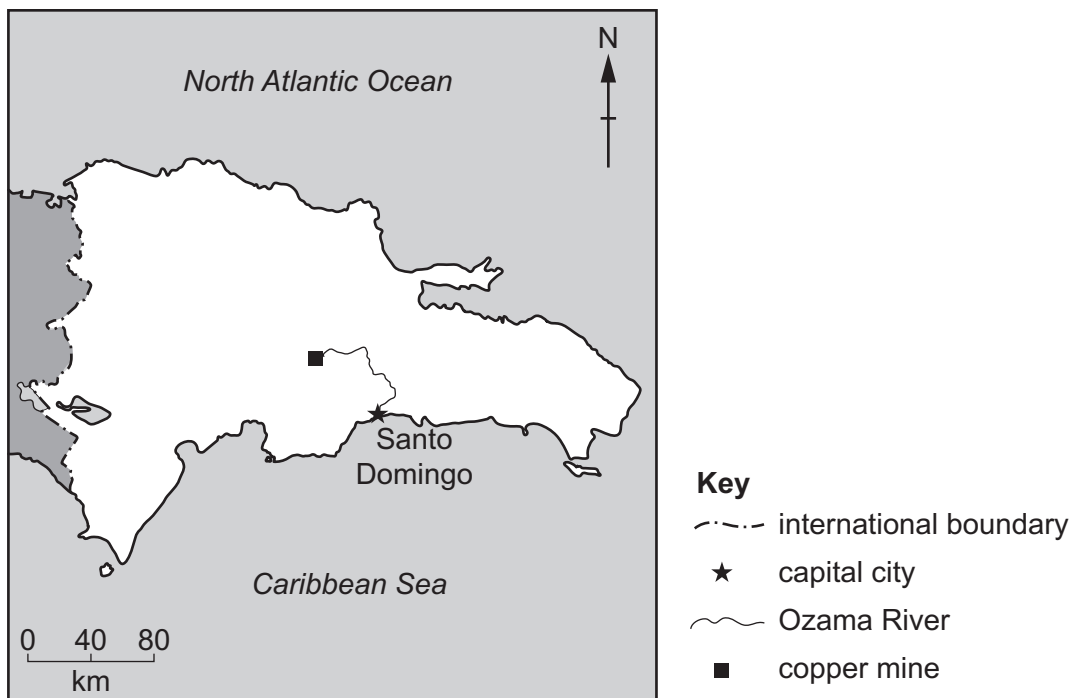 North Atlantic Ocean
N
Santo
Domingo
Caribbean Sea
0 40 80
km
Key
international boundary
capital city
Ozama River
copper mine